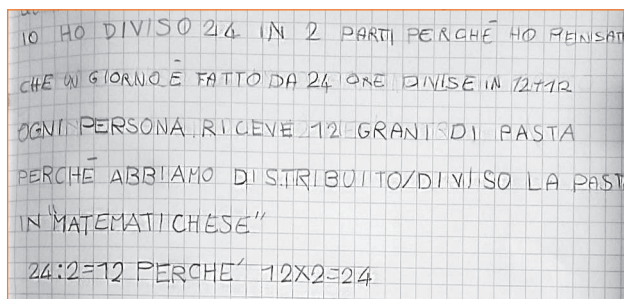 IO HO DIVISO 24 IN 2 PARTI PERCHÉ HO PENSAT
CHE UN GIORNO É FATTO DA 24 ORE DIVISE IN 12+12
OGNI PERSONA RICEVE 12 GRANI DI PASTA
PERCHÉ ABBIAMO DISTRIBUITO/DIVISO LA PAST
IN "MATEMATICHESE"
24:2=12 PERCHÉ 12X2=24